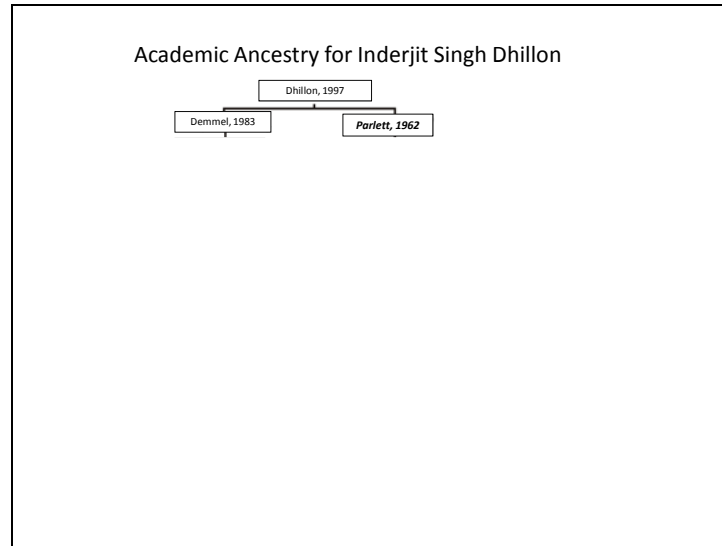 Academic Ancestry for Inderjit Singh Dhillon
Dhillon, 1997
Demmel, 1983
Parlett, 1962